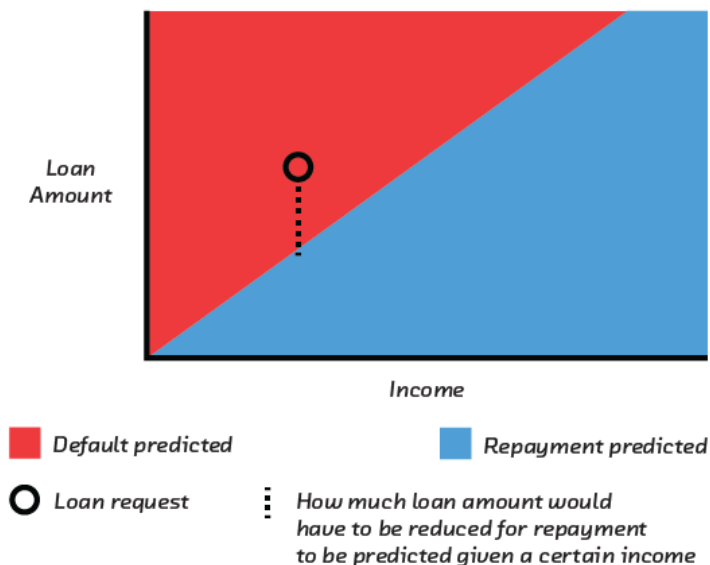 Loan
Amount
Income
Default predicted
Repayment predicted
Loan request
How much loan amount would
have to be reduced for repayment
to be predicted given a certain income